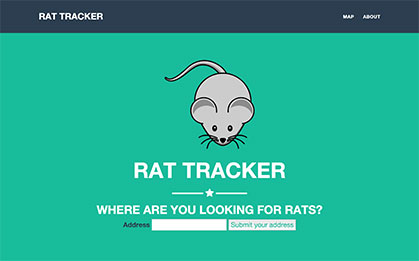 RAT TRACKER
MAP ABOUT
RAT TRACKER
WHERE ARE YOU LOOKING FOR RATS?
Address Submit your address